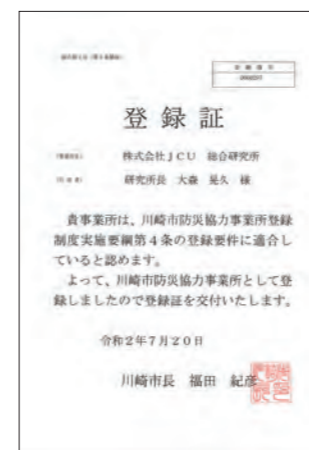 登録証
株式会社ＪＣＵ 総合研究所
研究所長 大森 晃久 様
貴事業所は、川崎市防災協力事業所登録
制度実施要綱第４条の登録要件に適合し
ていると認めます。
よって、川崎市防災協力事業所として登
録しましたので登録証を交付いたします。
令和２年７月２０日
川崎市長 福田 紀彦